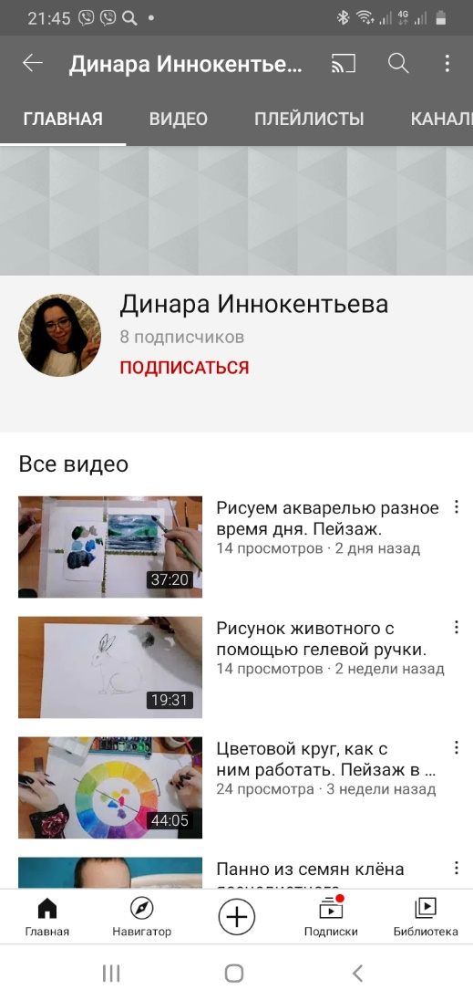 21:45
4G
Динара Иннокентье...
ГЛАВНАЯ ВИДЕО ПЛЕЙЛИСТЫ КАНАЛ
Динара Иннокентьева
8 подписчиков
ПОДПИСАТЬСЯ
Все видео
Рисуем акварелью разное
время дня. Пейзаж.
14 просмотров · 2 дня назад
37:20
Рисунок животного с
помощью гелевой ручки.
14 просмотров · 2 недели назад
19:31
Цветовой круг, как с
ним работать. Пейзаж в ...
24 просмотра · 3 недели назад
44:05
Панно из семян клёна
Главная Навигатор Подписки Библиотека